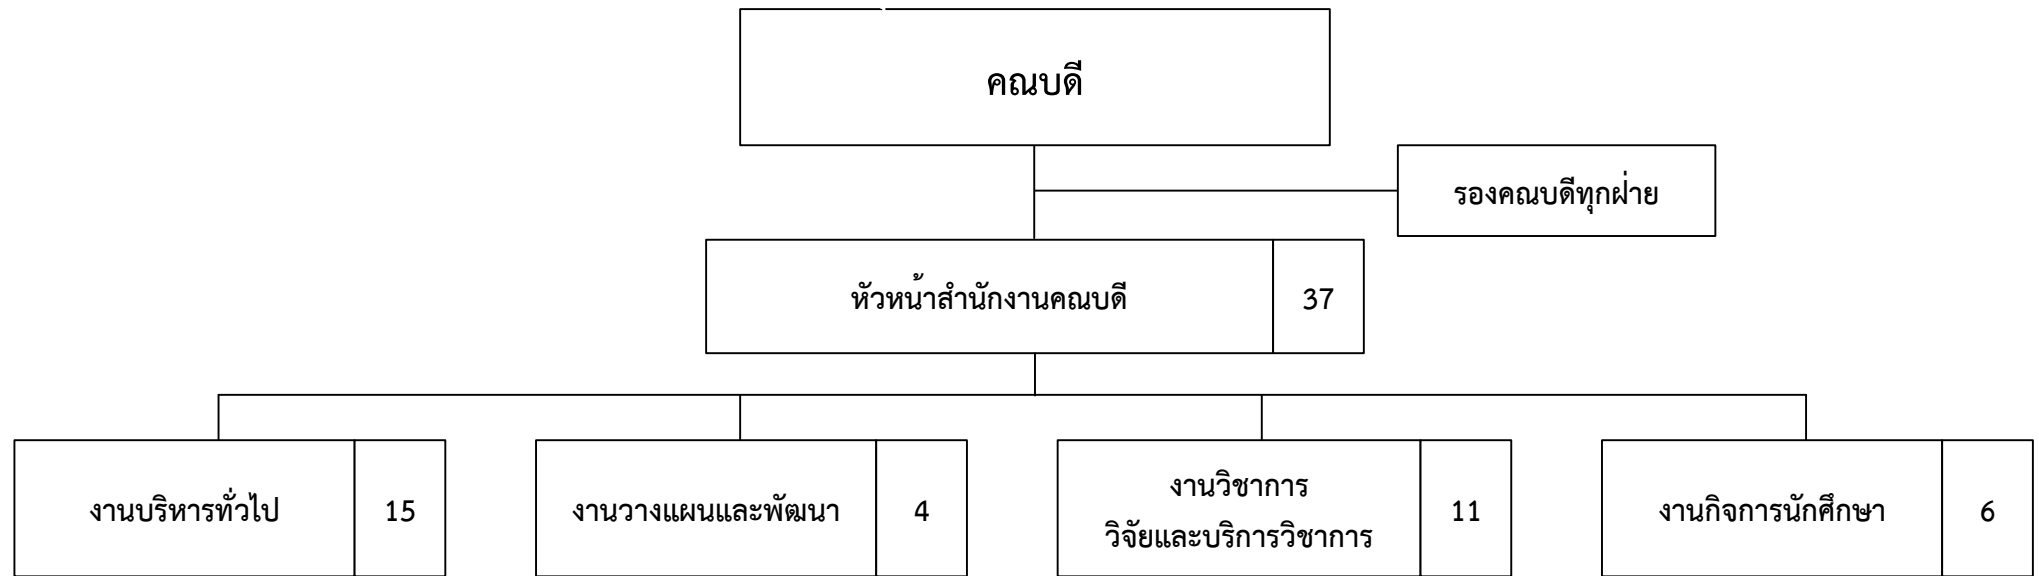 คณบดี
รองคณบดีทุกฝ่าย
หัวหน้าสำนักงานคณบดี 37
งานบริหารทั่วไป 15
งานวางแผนและพัฒนา 4
งานวิชาการ
วิจัยและบริการวิชาการ 11
งานกิจการนักศึกษา 6